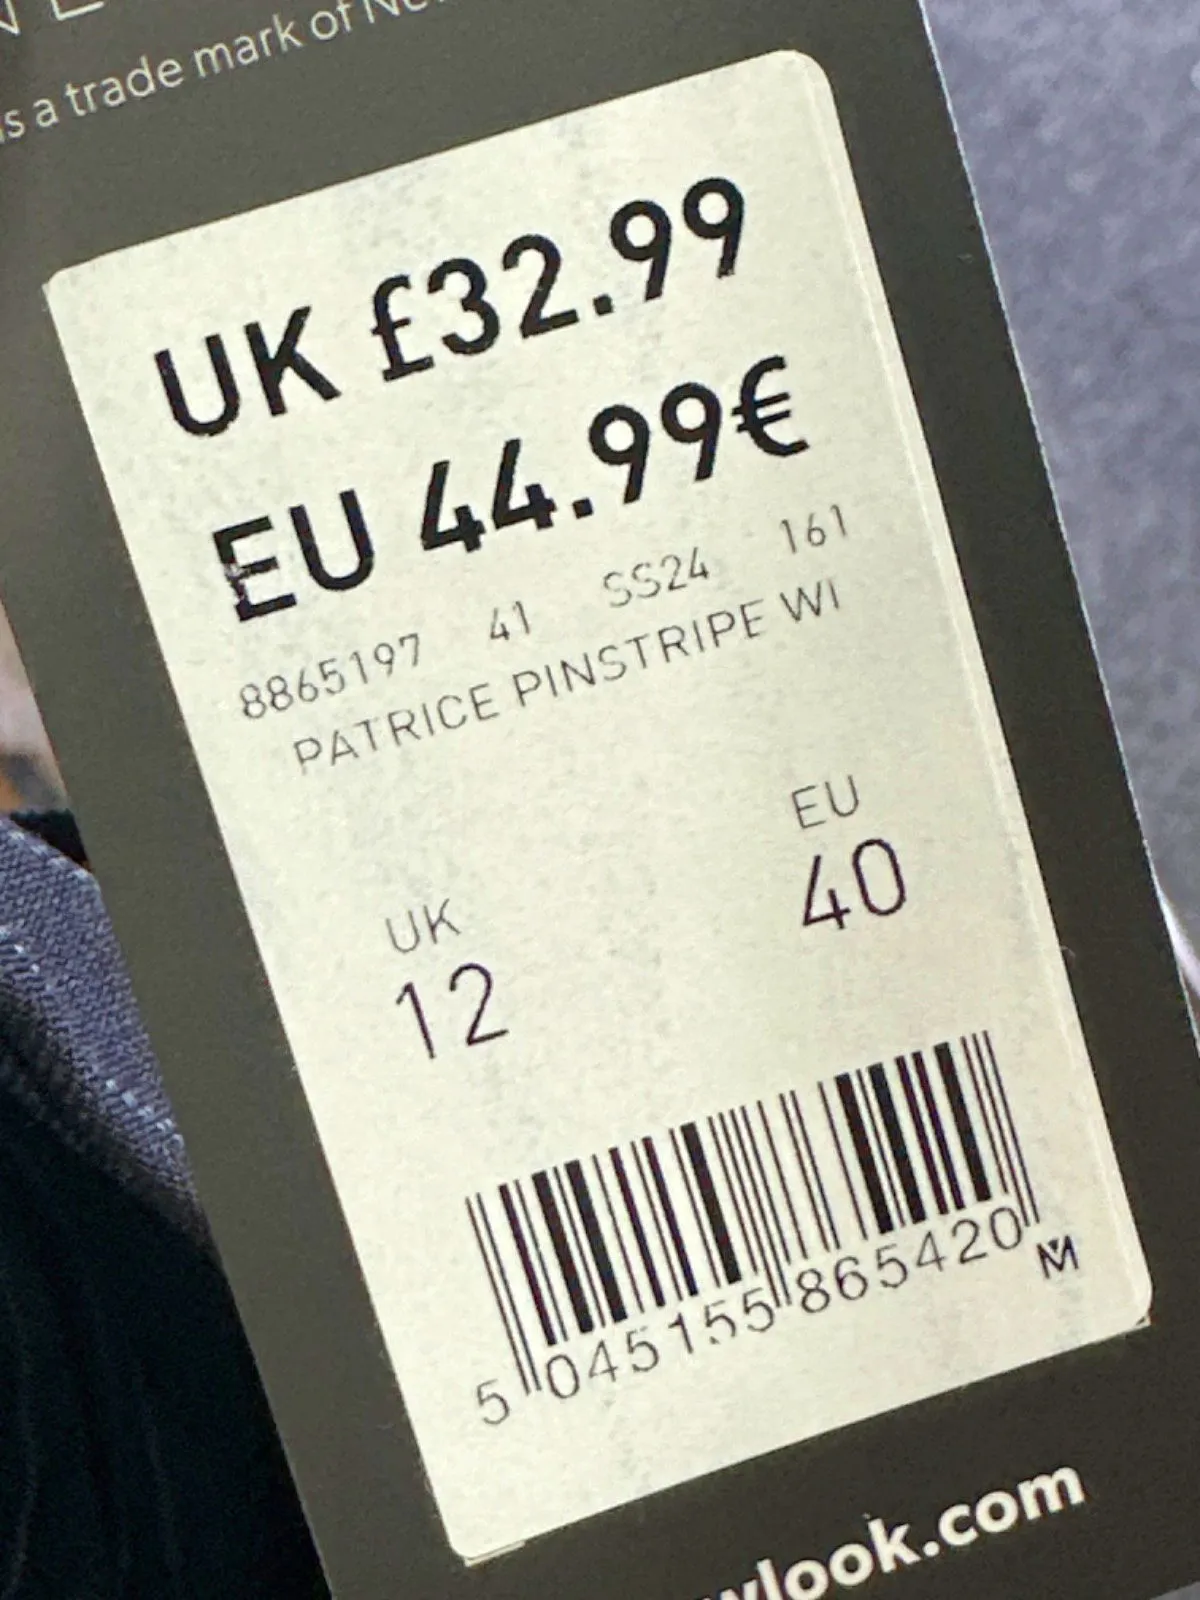 s a trade mark of Ne
UK £32.99
EU 44.99€
8865197 41 SS24 161
PATRICE PINSTRIPE WI
UK EU
12 40
5 045155 865420
wlook.com